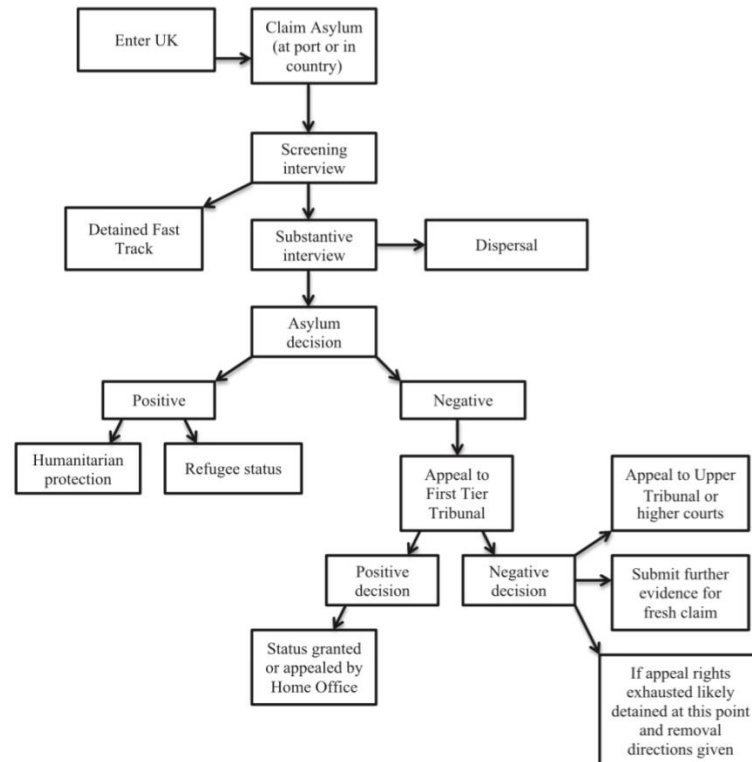 Enter UK
Claim Asylum
(at port or in
country)
Screening
interview
Detained Fast
Track
Substantive
interview
Dispersal
Asylum
decision
Positive
Negative
Humanitarian
protection
Refugee status
Appeal to
First Tier
Tribunal
Appeal to Upper
Tribunal or
higher courts
Positive
decision
Negative
decision
Submit further
evidence for
fresh claim
Status granted
or appealed by
Home Office
If appeal rights
exhausted likely
detained at this point
and removal
directions given